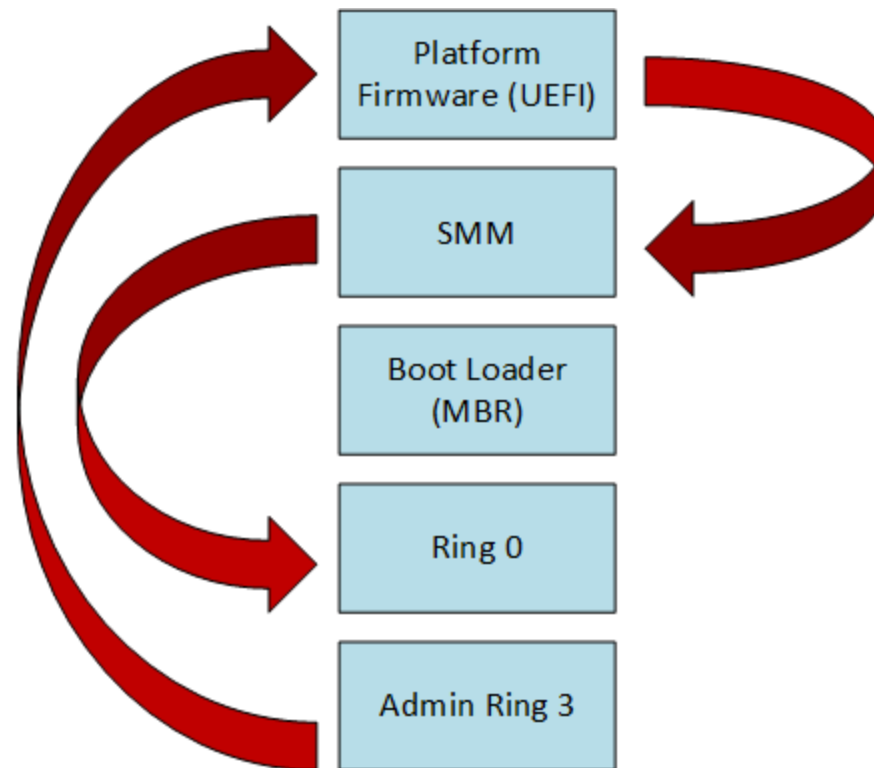 Platform
Firmware (UEFI)
SMM
Boot Loader
(MBR)
Ring 0
Admin Ring 3